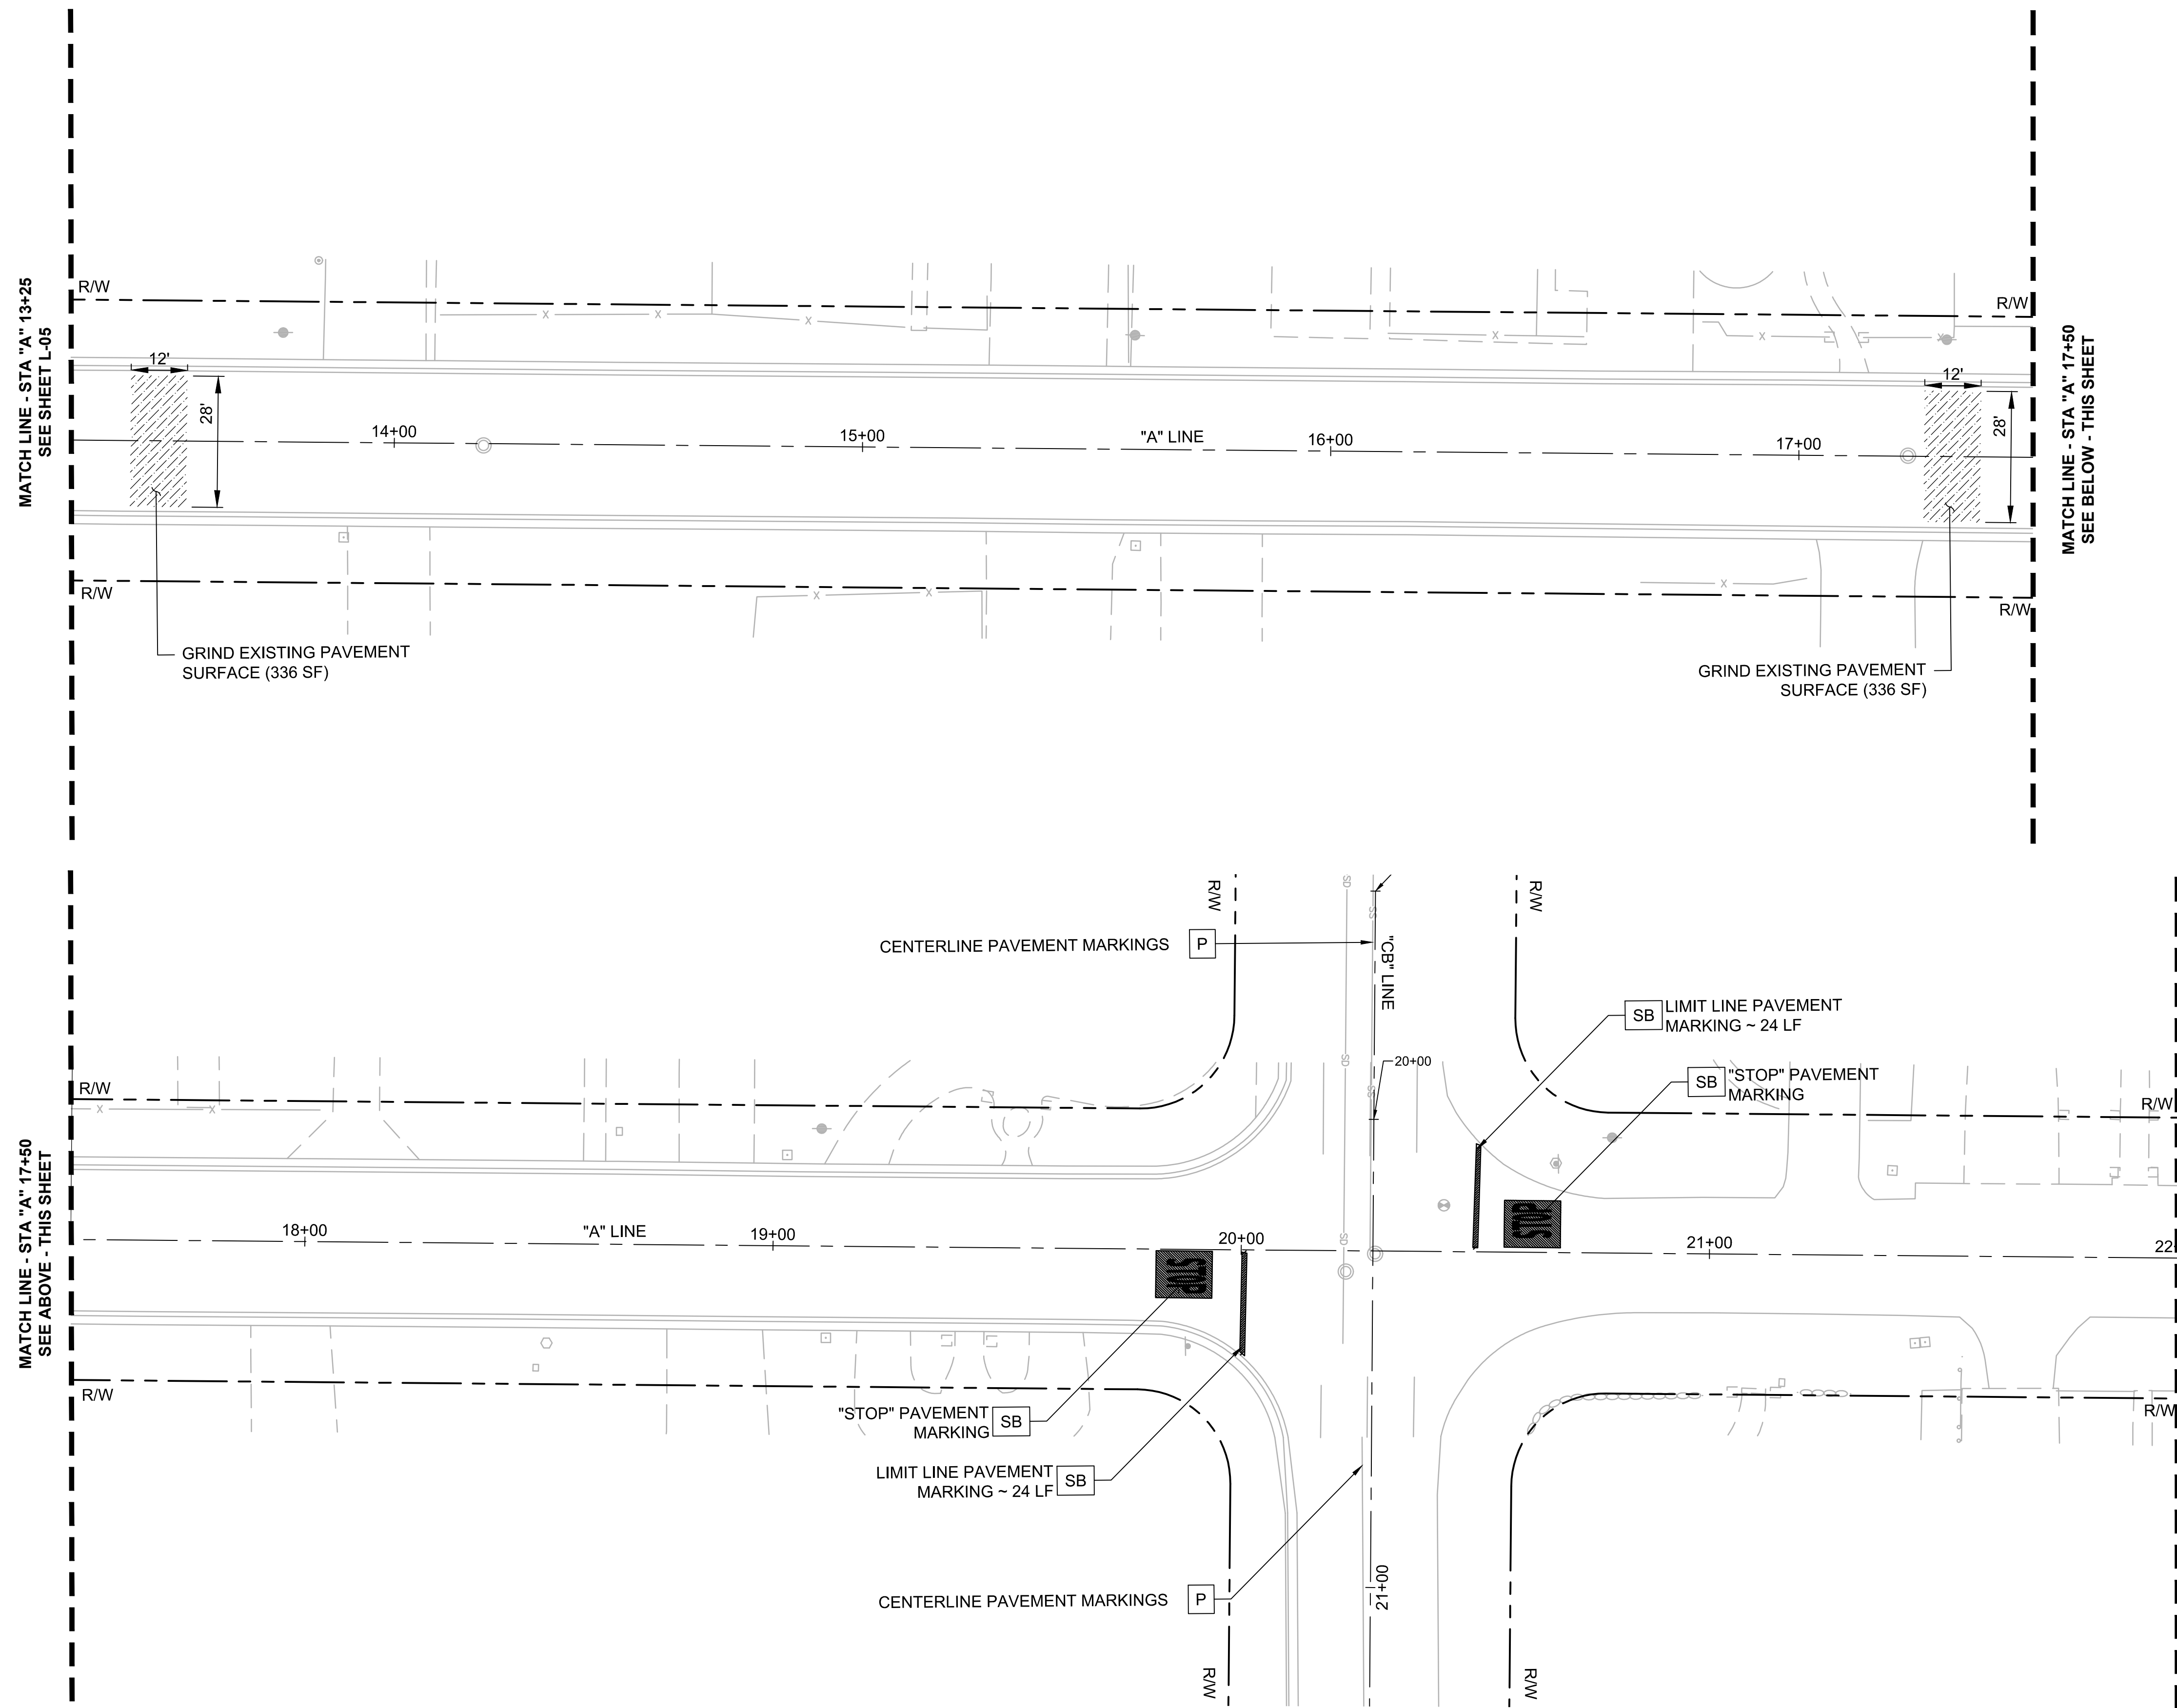 MATCH LINE - STA "A" 13+25
SEE SHEET L-05
R/W
R/W
12'
28'
14+00
15+00
"A" LINE
16+00
17+00
12'
28'
MATCH LINE - STA "A" 17+50
SEE BELOW - THIS SHEET
X
X
X
X
X
X
X
X
X
R/W
R/W
GRIND EXISTING PAVEMENT
SURFACE (336 SF)
GRIND EXISTING PAVEMENT
SURFACE (336 SF)
R/W
SD
SS
R/W
CENTERLINE PAVEMENT MARKINGS
P
"CB" LINE
SB
LIMIT LINE PAVEMENT
MARKING ~ 24 LF
SD
20+00
SS
SB
"STOP" PAVEMENT
MARKING
R/W
X
X
R/W
MATCH LINE - STA "A" 17+50
SEE ABOVE - THIS SHEET
18+00
"A" LINE
19+00
20+00
SD
STOP
21+00
22
STOP
R/W
R/W
"STOP" PAVEMENT
MARKING
SB
LIMIT LINE PAVEMENT
MARKING ~ 24 LF
SB
CENTERLINE PAVEMENT MARKINGS
P
21+00
R/W
R/W